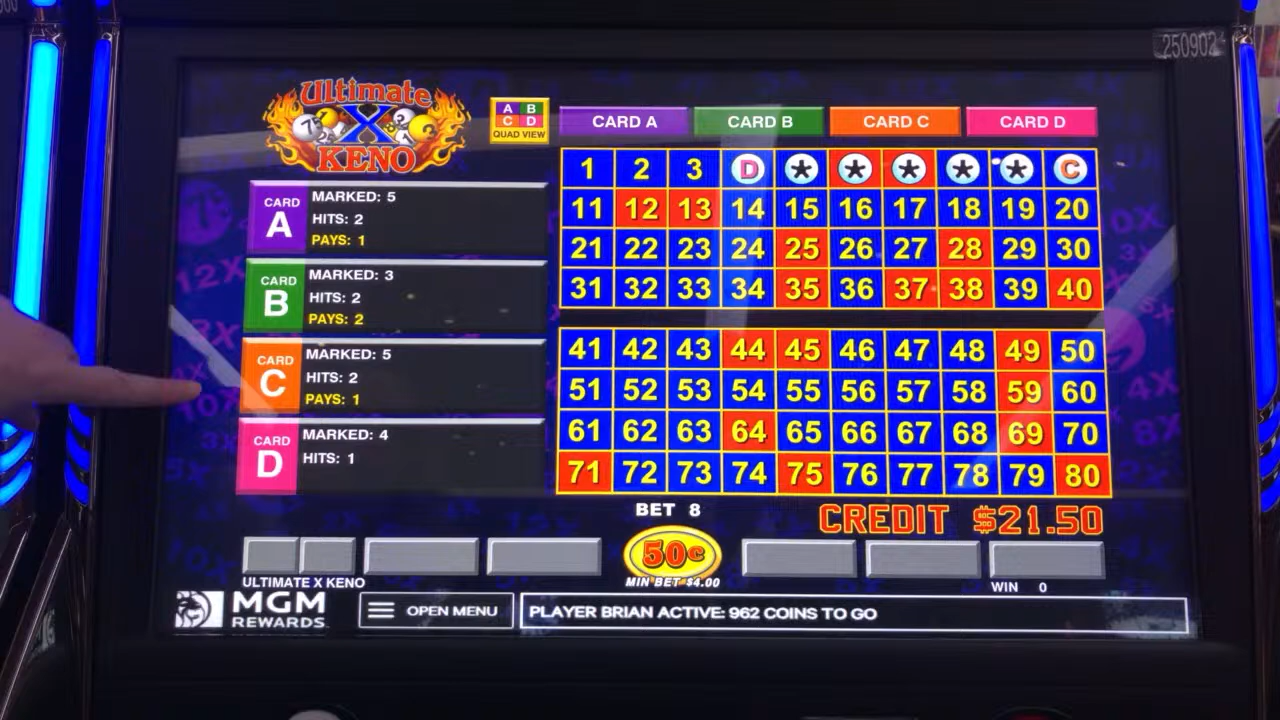 250902
Ultimate
X
KENO
A B
C D
QUAD VIEW
CARD A
CARD B
CARD C
CARD D
CARD
A
MARKED: 5
HITS: 2
PAYS: 1
CARD
B
MARKED: 3
HITS: 2
PAYS: 2
CARD
C
MARKED: 5
HITS: 2
PAYS: 1
CARD
D
MARKED: 4
HITS: 1
1 2 3 D * * * * * C
11 12 13 14 15 16 17 18 19 20
21 22 23 24 25 26 27 28 29 30
31 32 33 34 35 36 37 38 39 40
41 42 43 44 45 46 47 48 49 50
51 52 53 54 55 56 57 58 59 60
61 62 63 64 65 66 67 68 69 70
71 72 73 74 75 76 77 78 79 80
BET 8
CREDIT $21.50
50¢
MIN BET $4.00
ULTIMATE X KENO
WIN 0
MGM
REWARDS
OPEN MENU
PLAYER BRIAN ACTIVE: 962 COINS TO GO